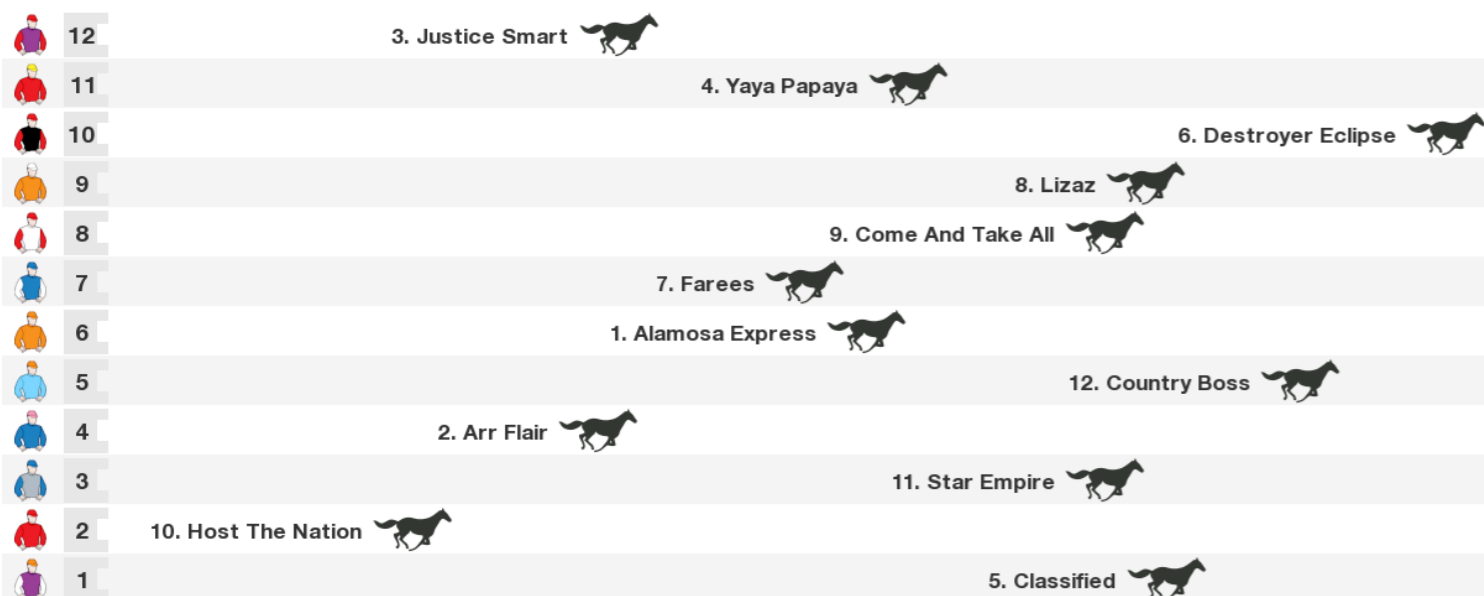 12 3. Justice Smart
11 4. Yaya Papaya
10 6. Destroyer Eclipse
9 8. Lizaz
8 9. Come And Take All
7 7. Farees
6 1. Alamosa Express
5 12. Country Boss
4 2. Arr Flair
3 11. Star Empire
2 10. Host The Nation
1 5. Classified